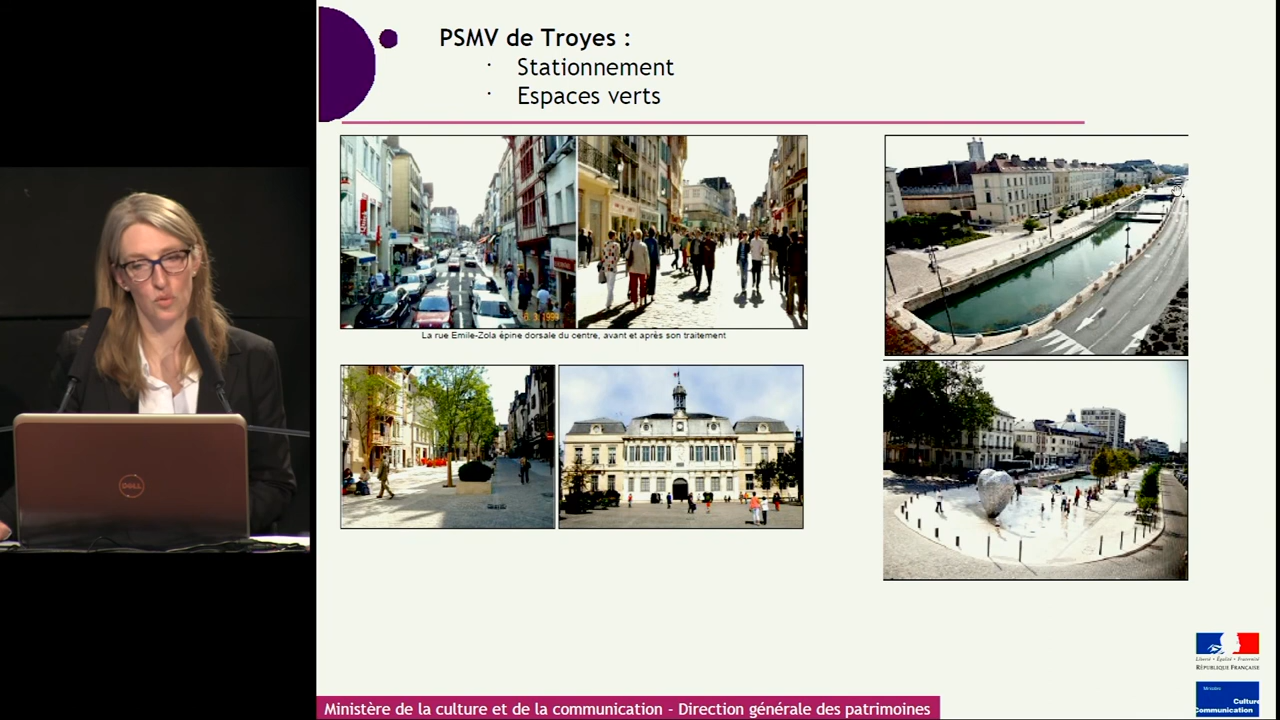 PSMV de Troyes :
· Stationnement
· Espaces verts
La rue Emile-Zola épine dorsale du centre, avant et après son traitement
DELL
Liberté • Égalité • Fraternité
RÉPUBLIQUE FRANÇAISE
Ministère
Culture
Communication
Ministère de la culture et de la communication - Direction générale des patrimoines